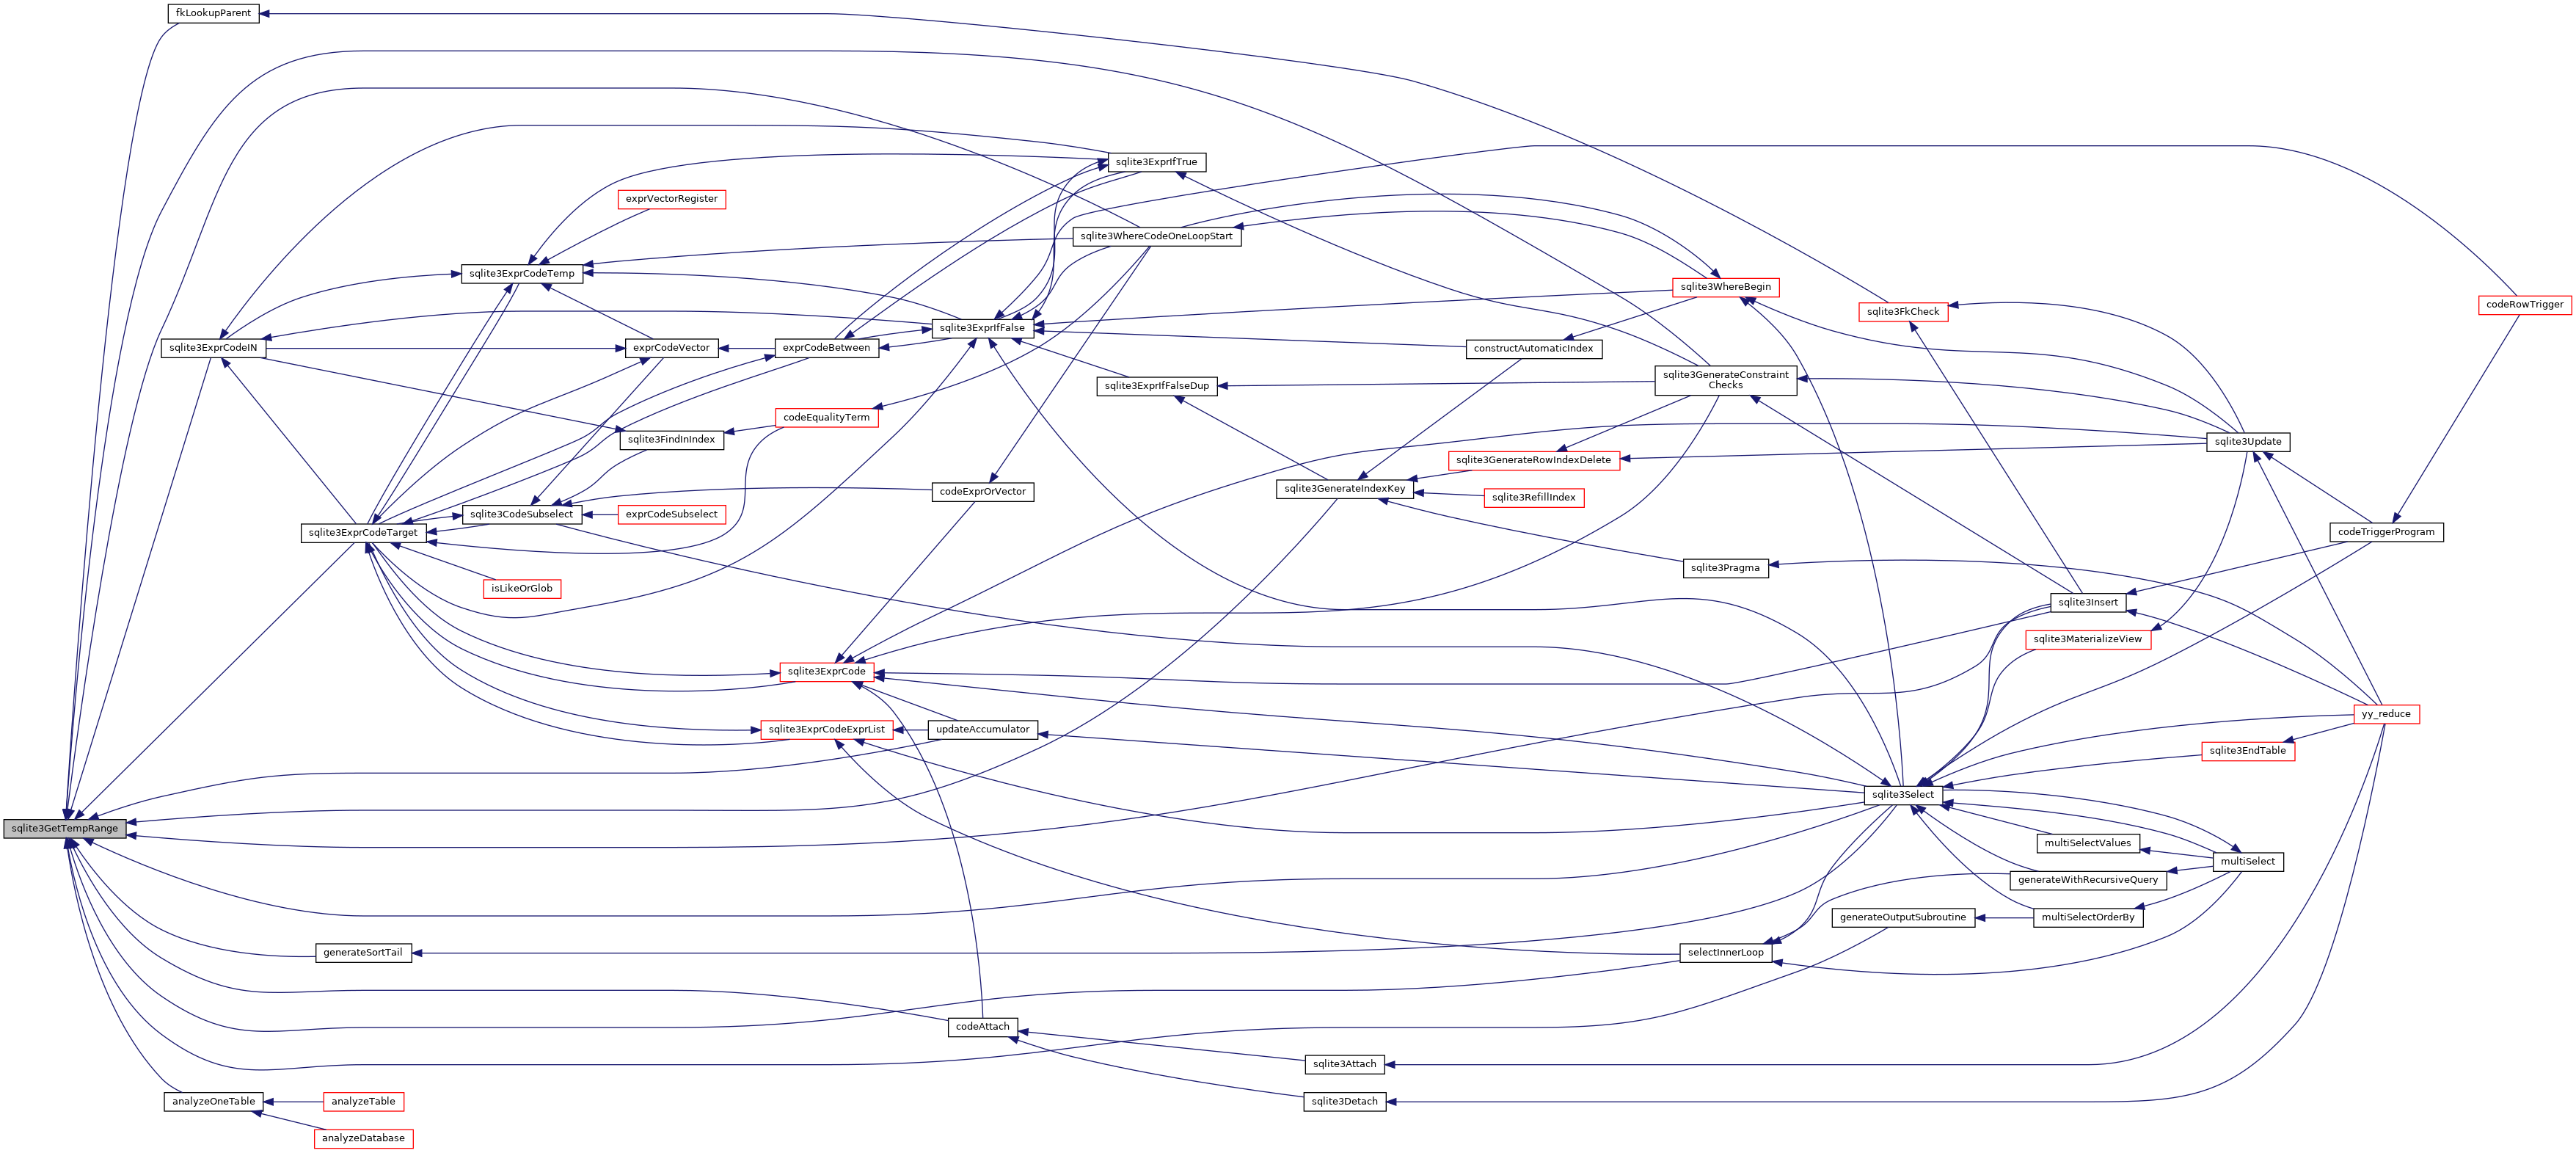 fkLookupParent
sqlite3ExprIfTrue
exprVectorRegister
sqlite3WhereCodeOneLoopStart
sqlite3ExprCodeTemp
sqlite3WhereBegin
codeRowTrigger
sqlite3FkCheck
sqlite3ExprIfFalse
sqlite3ExprCodeIN
exprCodeVector
exprCodeBetween
constructAutomaticIndex
sqlite3GenerateConstraint
Checks
sqlite3ExprIfFalseDup
codeEqualityTerm
sqlite3FindInIndex
sqlite3Update
sqlite3GenerateRowIndexDelete
sqlite3GenerateIndexKey
codeExprOrVector
sqlite3RefillIndex
sqlite3CodeSubselect
exprCodeSubselect
sqlite3ExprCodeTarget
codeTriggerProgram
sqlite3Pragma
isLikeOrGlob
sqlite3Insert
sqlite3MaterializeView
sqlite3ExprCode
yy_reduce
sqlite3ExprCodeExprList
updateAccumulator
sqlite3EndTable
sqlite3Select
sqlite3GetTempRange
multiSelectValues
multiSelect
generateWithRecursiveQuery
generateOutputSubroutine
multiSelectOrderBy
generateSortTail
selectInnerLoop
codeAttach
sqlite3Attach
analyzeOneTable
analyzeTable
sqlite3Detach
analyzeDatabase